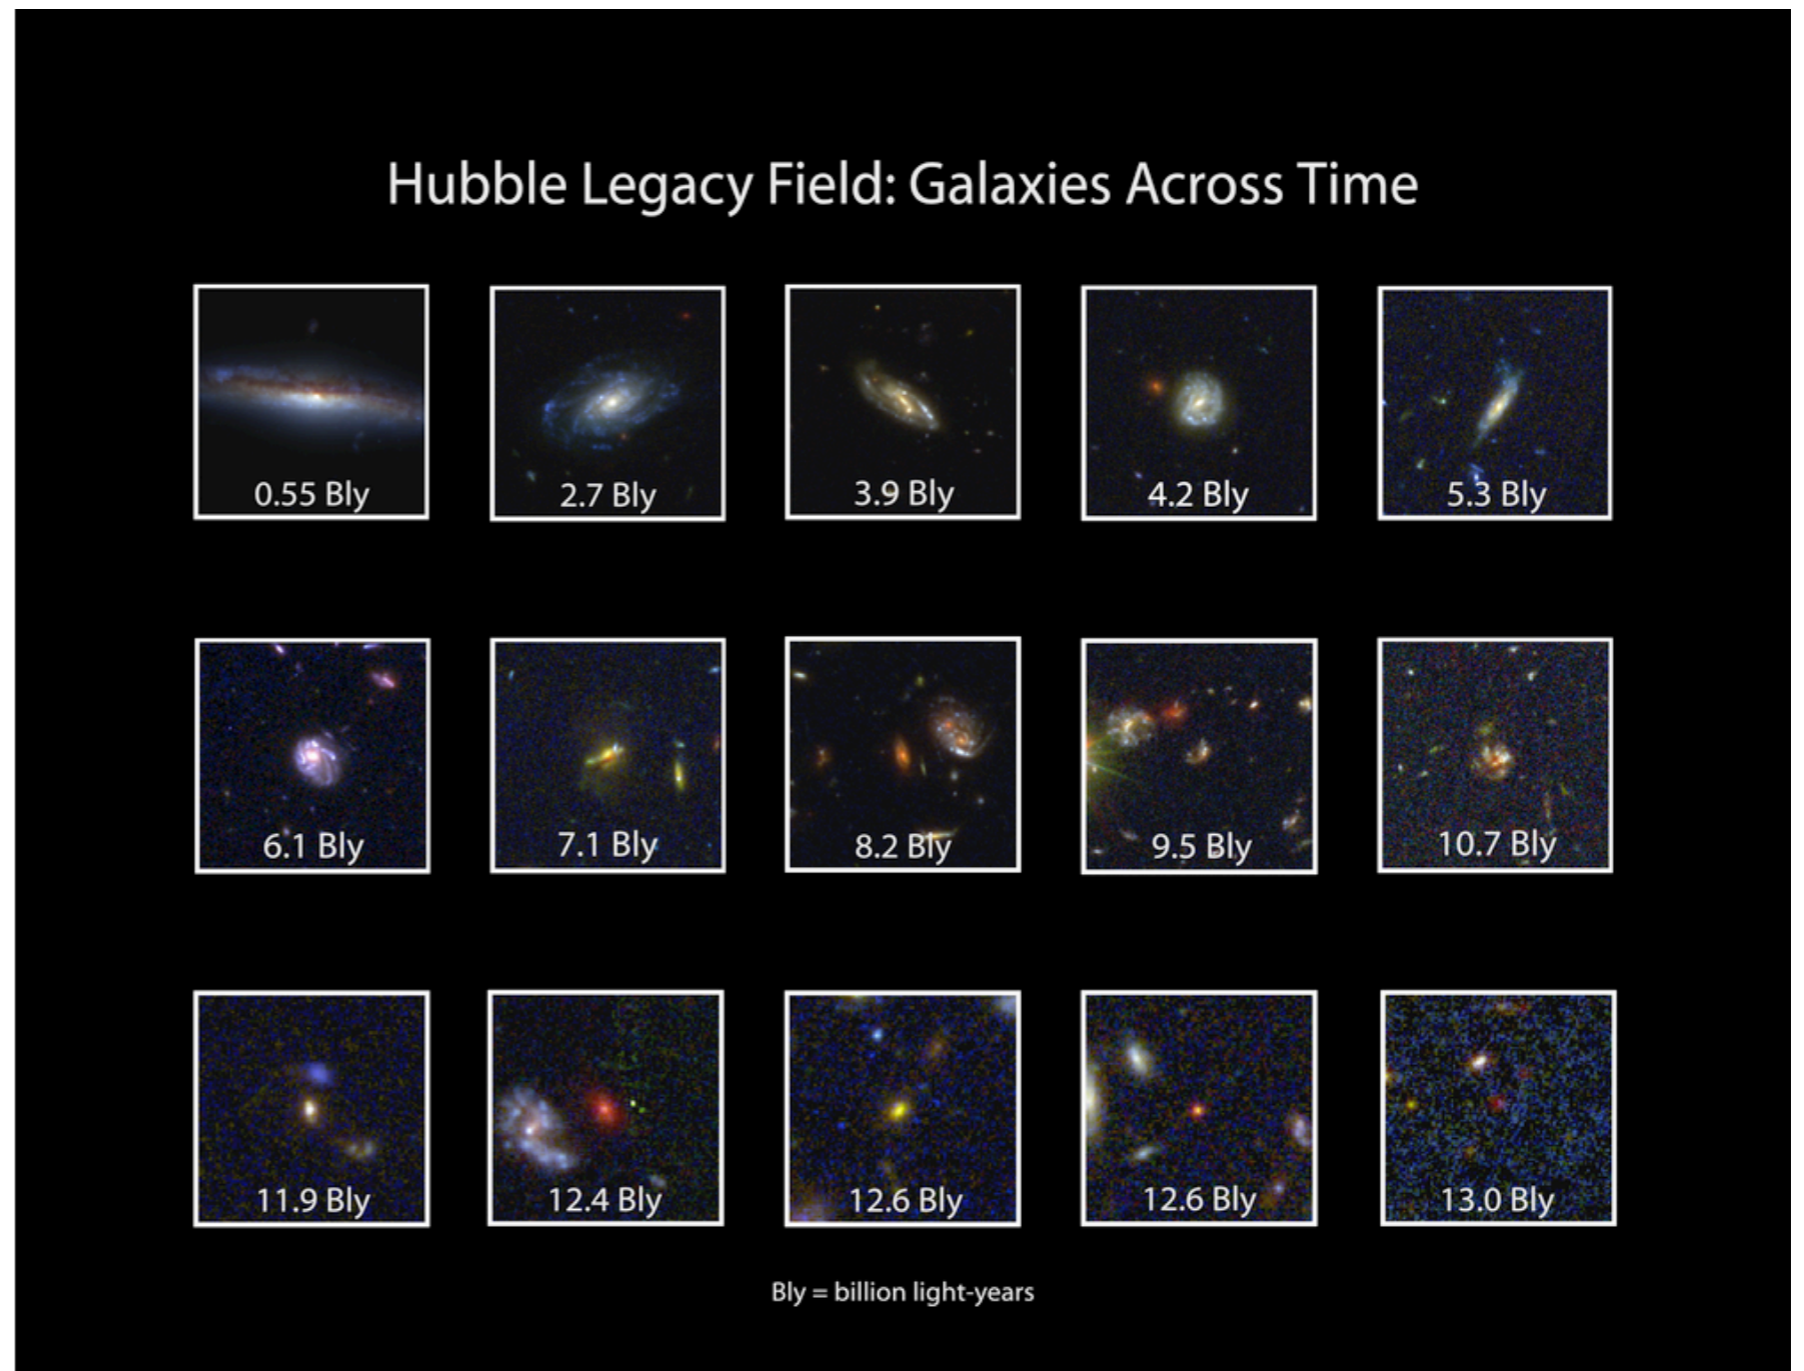 Hubble Legacy Field: Galaxies Across Time
0.55 Bly
2.7 Bly
3.9 Bly
4.2 Bly
5.3 Bly
6.1 Bly
7.1 Bly
8.2 Bly
9.5 Bly
10.7 Bly
11.9 Bly
12.4 Bly
12.6 Bly
12.6 Bly
13.0 Bly
Bly = billion light-years